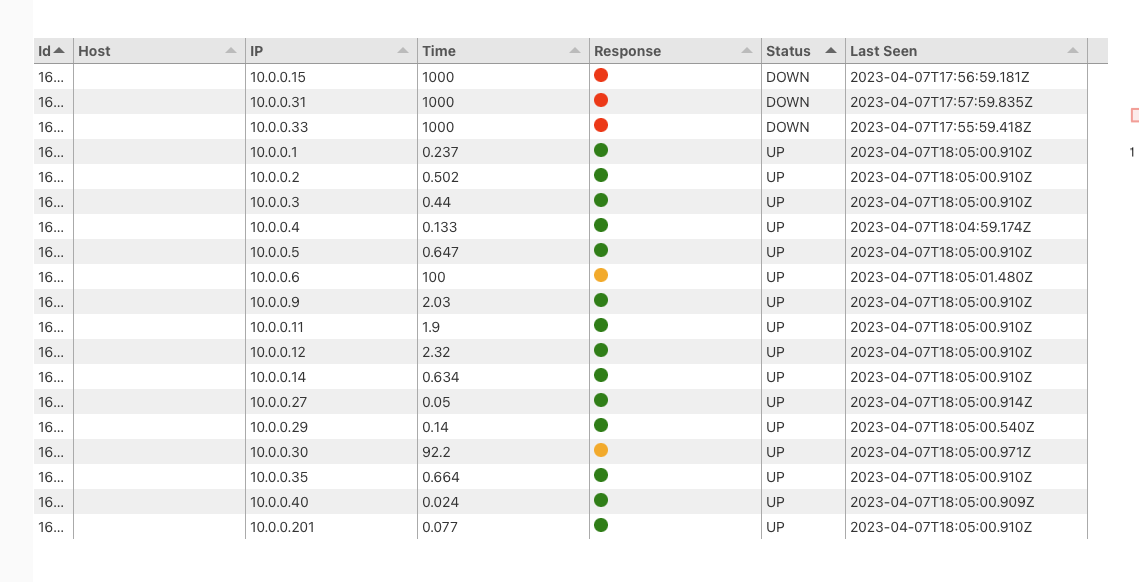 Id Host IP Time Response Status Last Seen
16... 10.0.0.15 1000 DOWN 2023-04-07T17:56:59.181Z
16... 10.0.0.31 1000 DOWN 2023-04-07T17:57:59.835Z
16... 10.0.0.33 1000 DOWN 2023-04-07T17:55:59.418Z
16... 10.0.0.1 0.237 UP 2023-04-07T18:05:00.910Z
1
16... 10.0.0.2 0.502 UP 2023-04-07T18:05:00.910Z
16... 10.0.0.3 0.44 UP 2023-04-07T18:05:00.910Z
16... 10.0.0.4 0.133 UP 2023-04-07T18:04:59.174Z
16... 10.0.0.5 0.647 UP 2023-04-07T18:05:00.910Z
16... 10.0.0.6 100 UP 2023-04-07T18:05:01.480Z
16... 10.0.0.9 2.03 UP 2023-04-07T18:05:00.910Z
16... 10.0.0.11 1.9 UP 2023-04-07T18:05:00.910Z
16... 10.0.0.12 2.32 UP 2023-04-07T18:05:00.910Z
16... 10.0.0.14 0.634 UP 2023-04-07T18:05:00.910Z
16... 10.0.0.27 0.05 UP 2023-04-07T18:05:00.914Z
16... 10.0.0.29 0.14 UP 2023-04-07T18:05:00.540Z
16... 10.0.0.30 92.2 UP 2023-04-07T18:05:00.971Z
16... 10.0.0.35 0.664 UP 2023-04-07T18:05:00.910Z
16... 10.0.0.40 0.024 UP 2023-04-07T18:05:00.909Z
16... 10.0.0.201 0.077 UP 2023-04-07T18:05:00.910Z